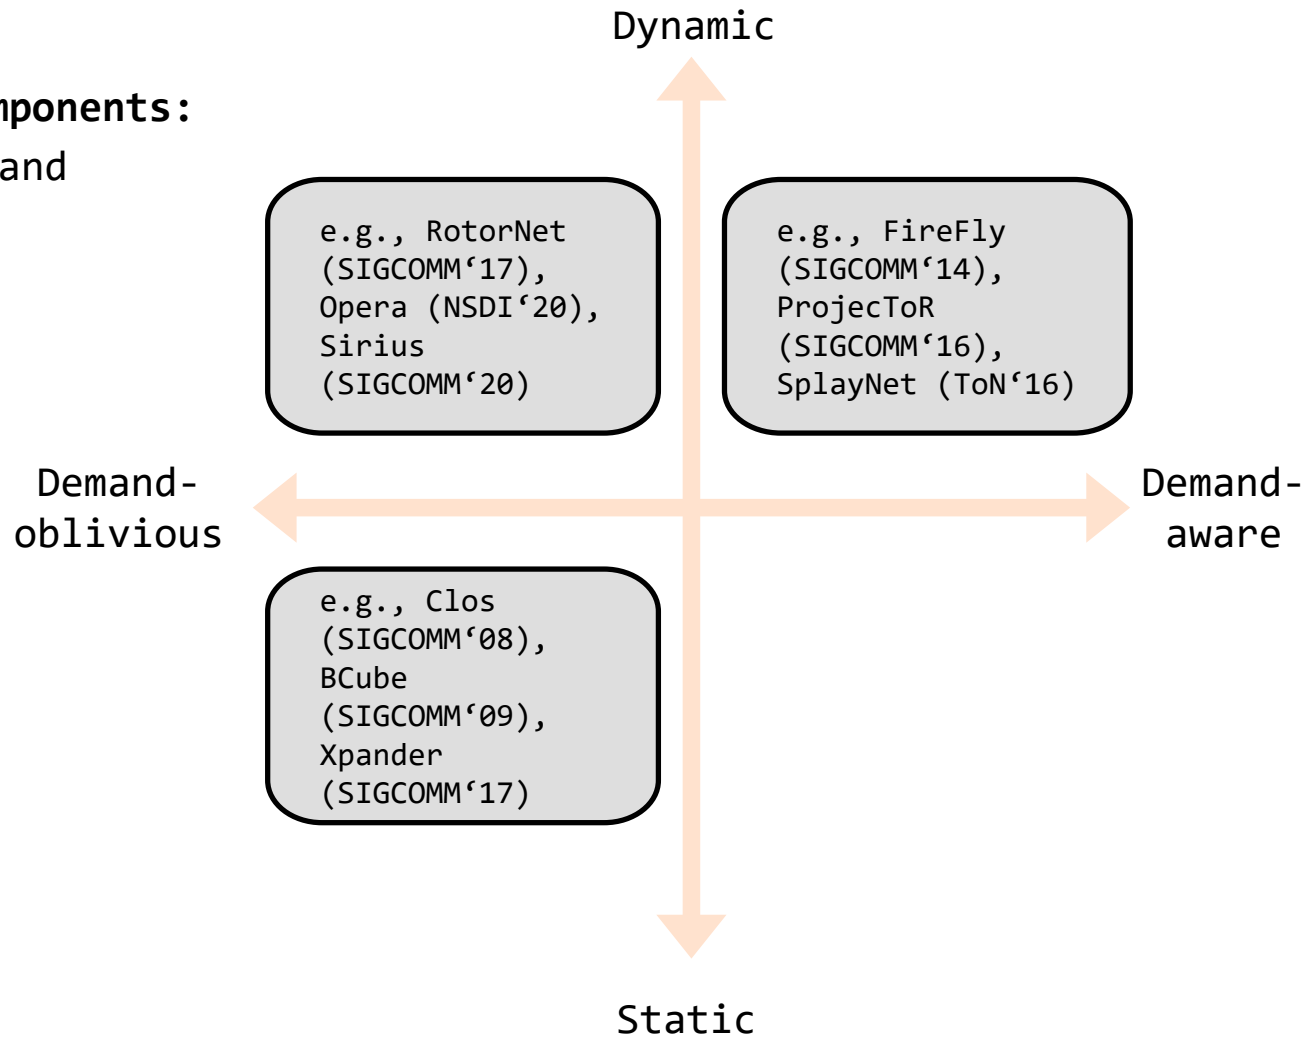 Dynamic
mponents:
and
e.g., RotorNet
(SIGCOMM‘17),
Opera (NSDI‘20),
Sirius
(SIGCOMM‘20)
e.g., FireFly
(SIGCOMM‘14),
ProjecToR
(SIGCOMM‘16),
SplayNet (ToN‘16)
Demand-
oblivious
Demand-
aware
e.g., Clos
(SIGCOMM‘08),
BCube
(SIGCOMM‘09),
Xpander
(SIGCOMM‘17)
Static